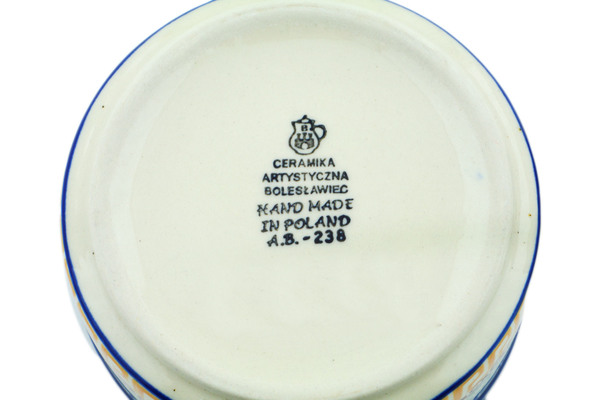 B
CERAMIKA
ARTYSTYCZNA
BOLESŁAWIEC
HAND MADE
IN POLAND
A.B.-238